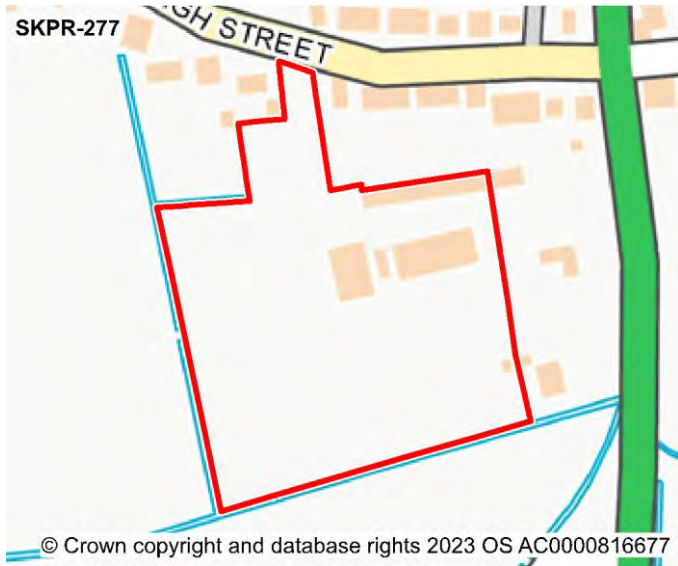 SKPR-277
GH STREET
© Crown copyright and database rights 2023 OS AC0000816677